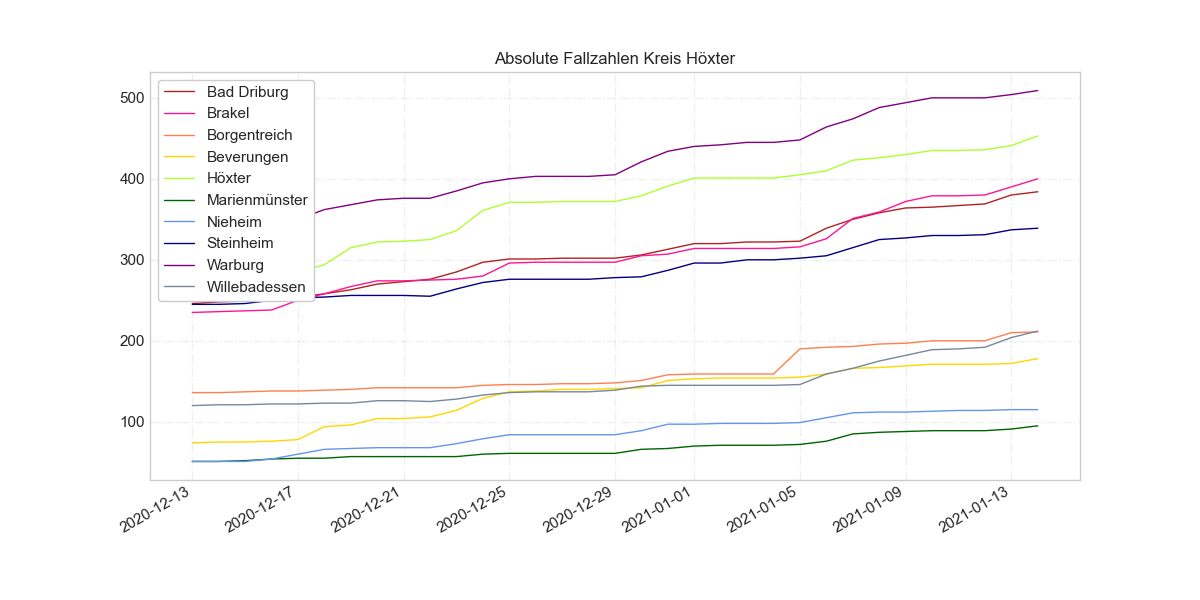 Absolute Fallzahlen Kreis Höxter
Bad Driburg
Brakel
Borgentreich
Beverungen
Höxter
Marienmünster
Nieheim
Steinheim
Warburg
Willebadessen
500
400
300
200
100
2020-12-13
2020-12-17
2020-12-21
2020-12-25
2020-12-29
2021-01-01
2021-01-05
2021-01-09
2021-01-13